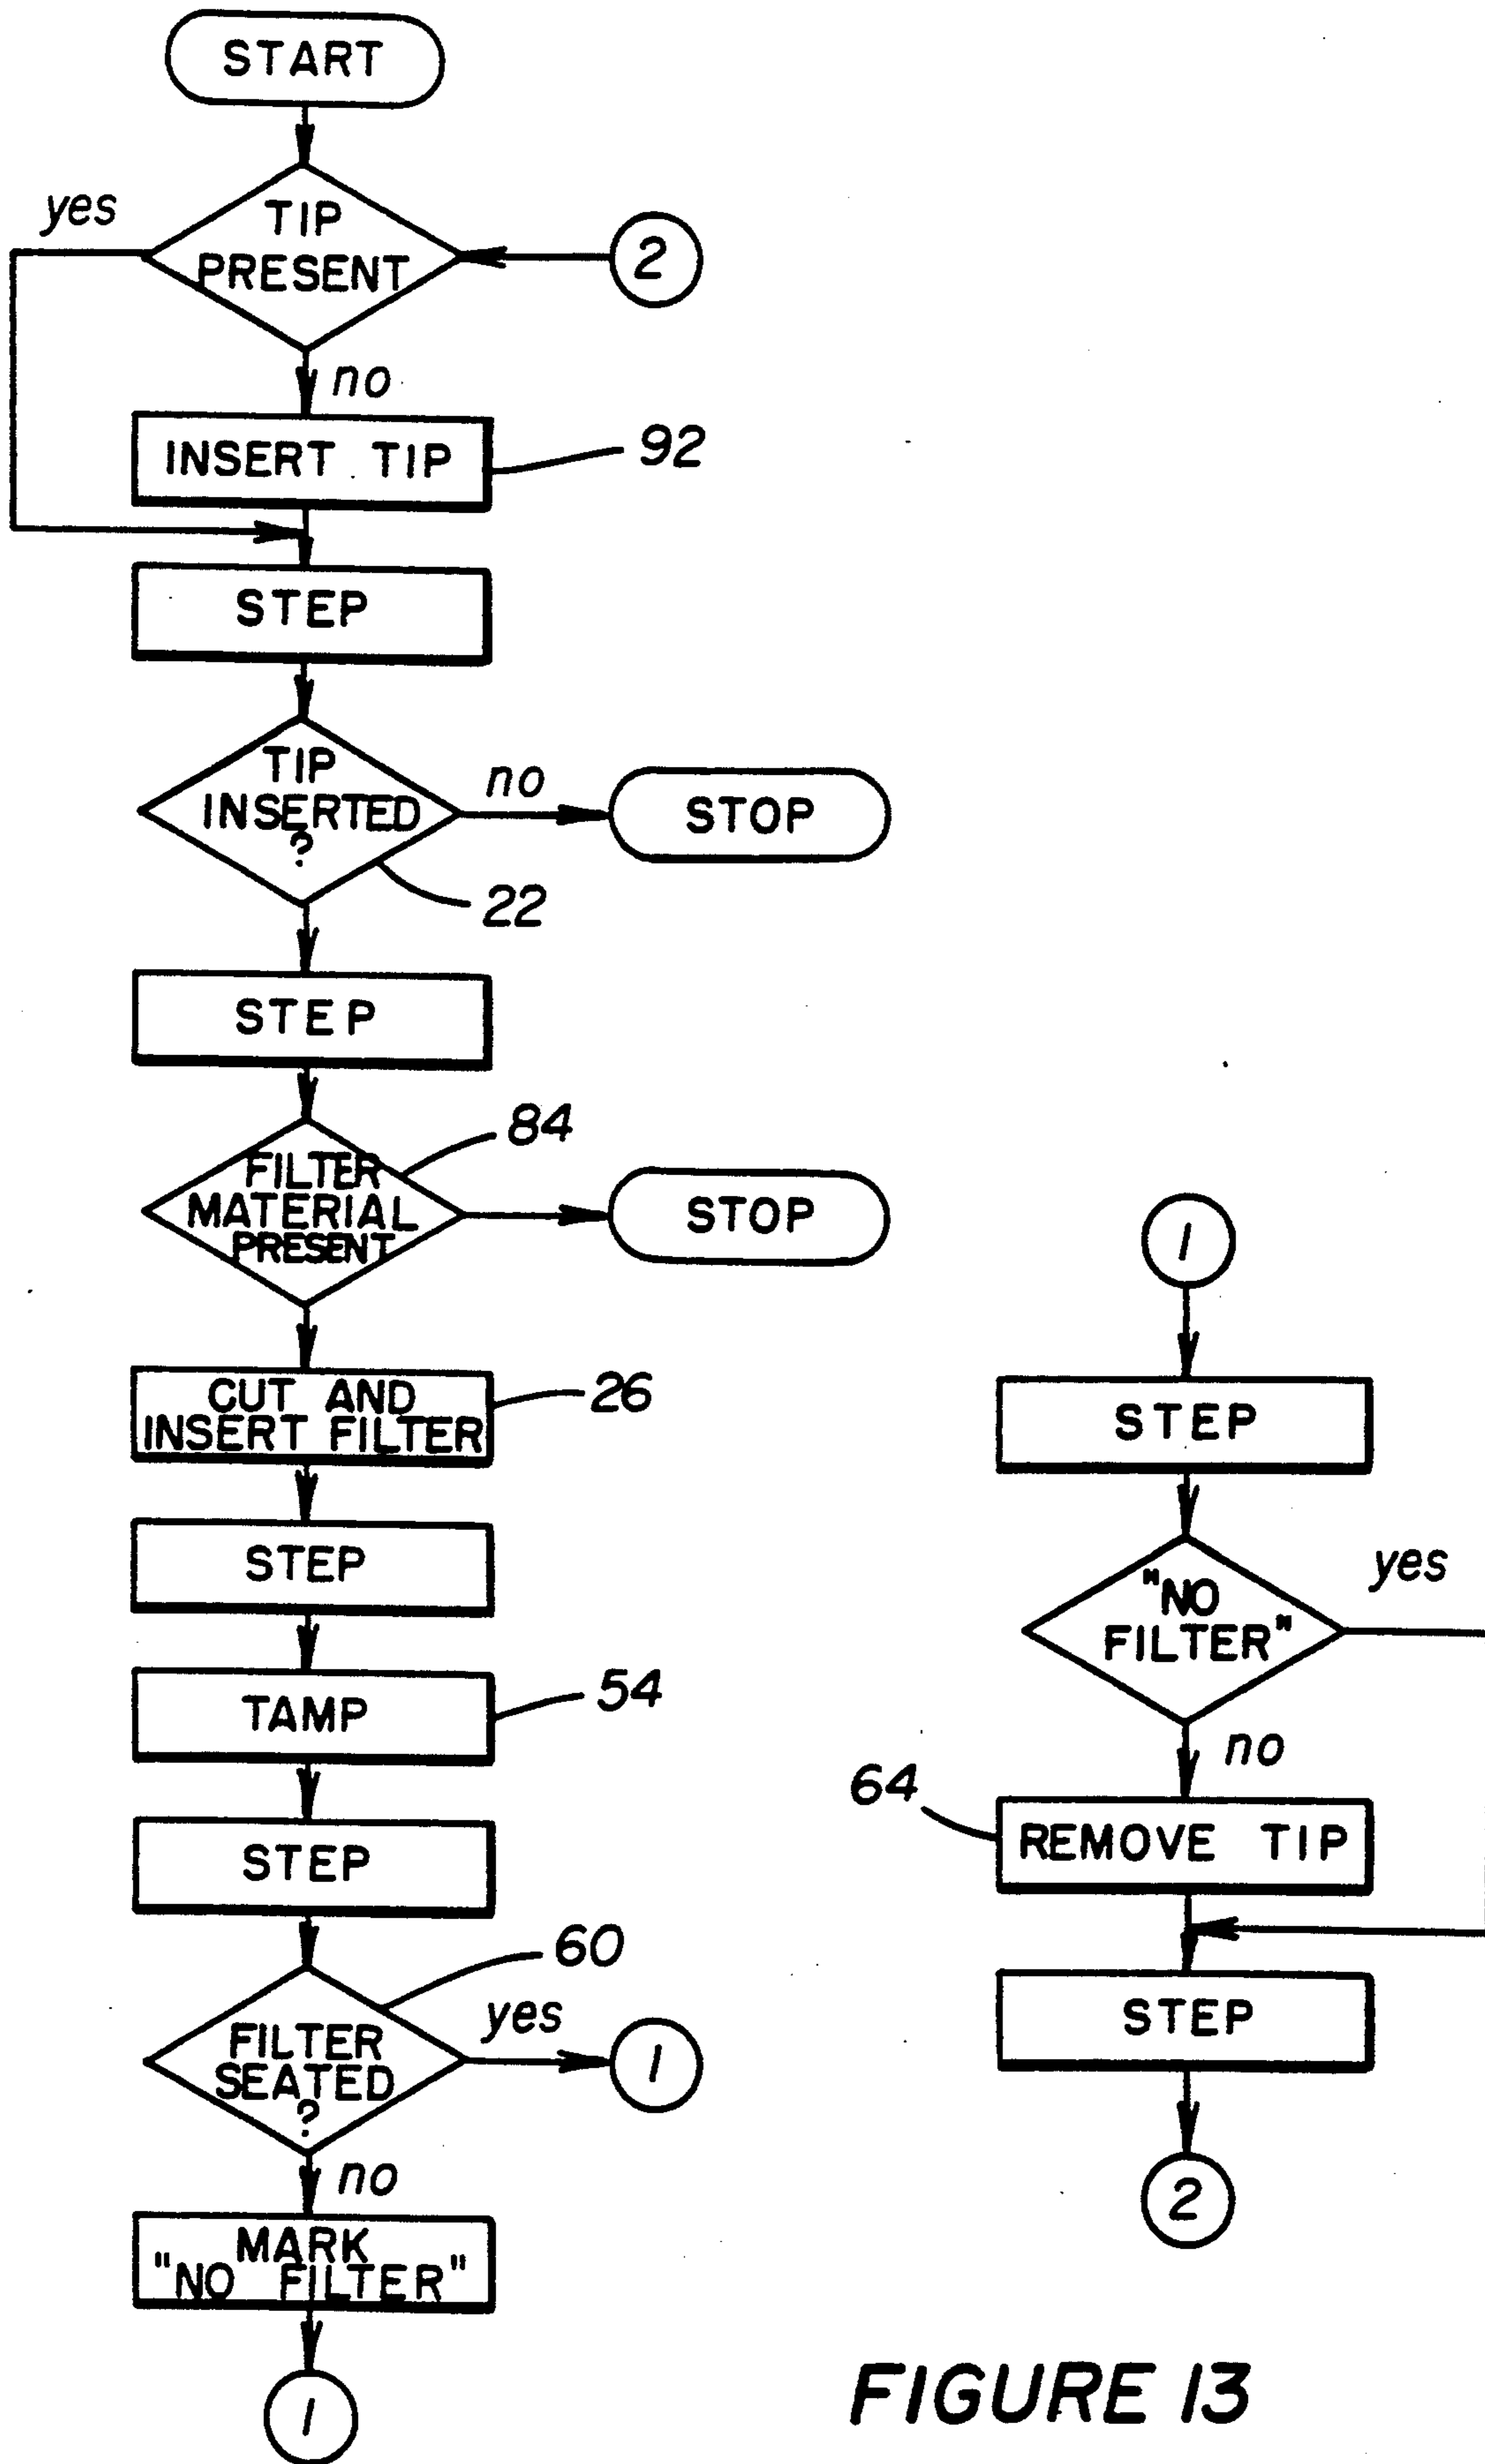 START
yes
TIP
PRESENT
2
no
INSERT TIP
92
STEP
TIP
INSERTED
?
no
STOP
22
STEP
84
FILTER
MATERIAL
PRESENT
STOP
CUT AND
INSERT FILTER
26
STEP
TAMP
54
STEP
60
FILTER
SEATED
?
yes
1
no
MARK
"NO FILTER"
1
1
STEP
"NO
FILTER"
yes
no
64
REMOVE TIP
STEP
2
FIGURE 13